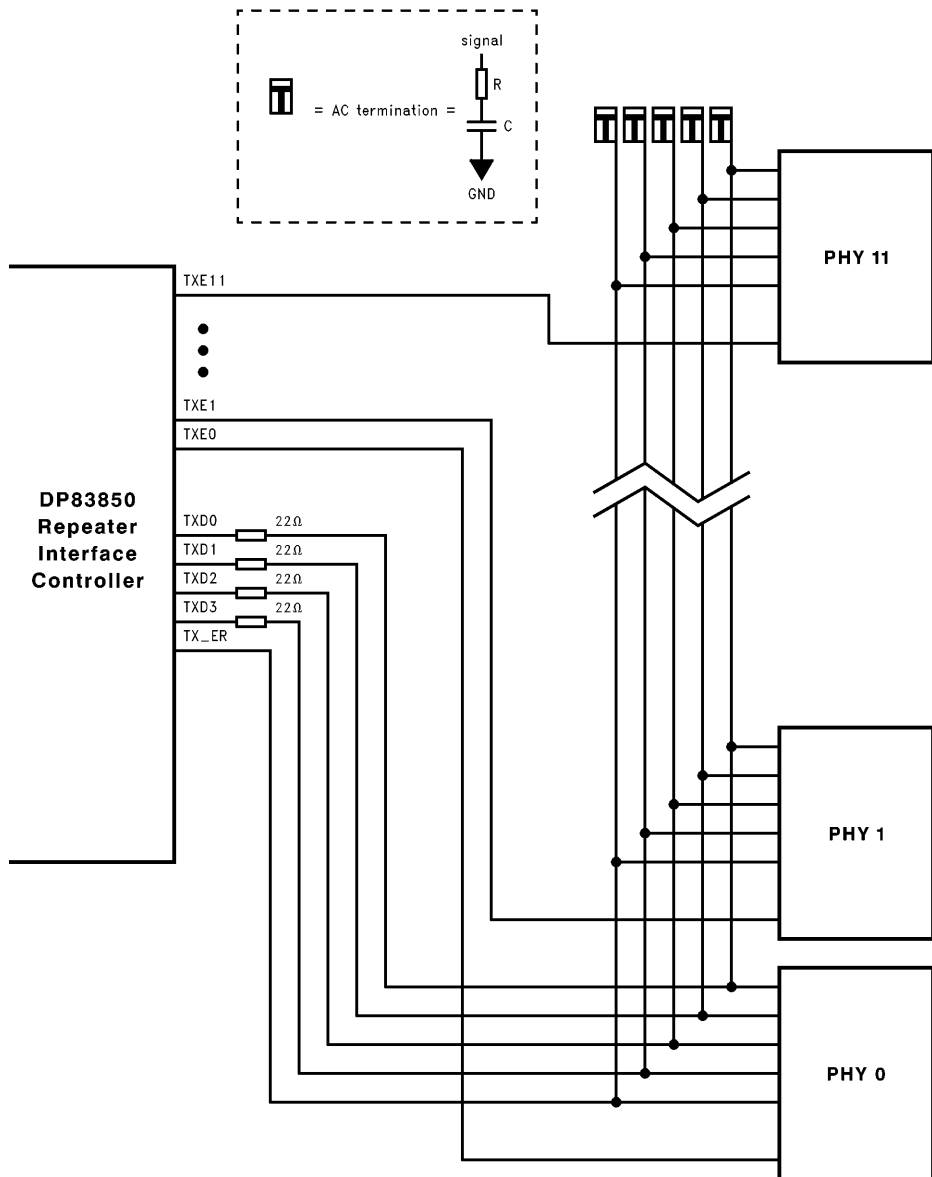 signal
R
= AC termination =
C
GND
PHY 11
TXE11
TXE1
TXE0
DP83850
Repeater
Interface
Controller
TXD0 22Ω
TXD1 22Ω
TXD2 22Ω
TXD3 22Ω
TX_ER
PHY 1
PHY 0